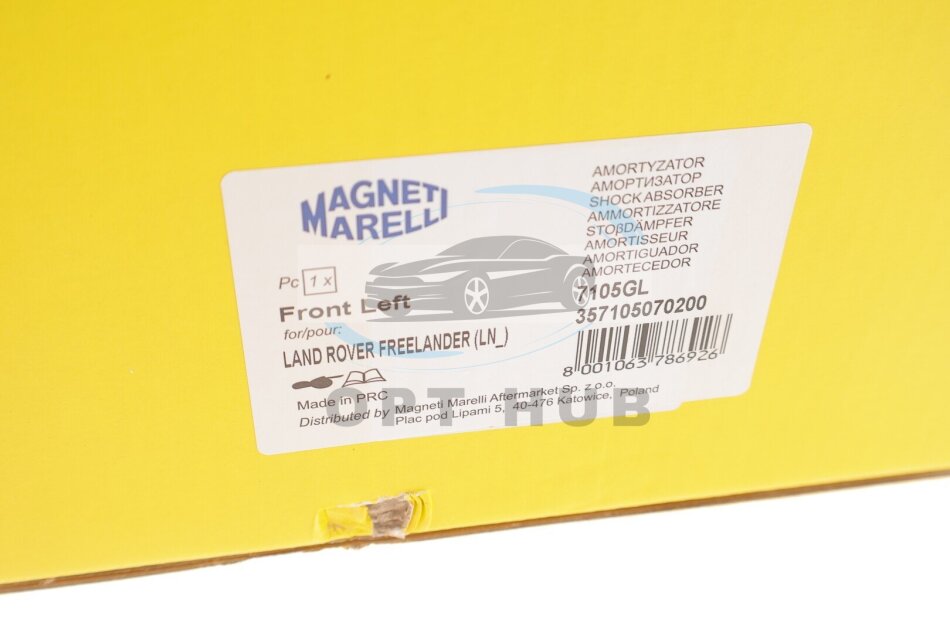 MAGNETI
MARELLI
Pc 1 x
Front Left
for/pour:
LAND ROVER FREELANDER (LN_)
Made in PRC
Distributed by Magneti Marelli Aftermarket Sp. z.o.o.
Plac pod Lipami 5, 40-476 Katowice, Poland
AMORTYZATOR
АМОРТИЗАТОР
SHOCK ABSORBER
AMMORTIZZATORE
STOßDÄMPFER
AMORTISSEUR
AMORTIGUADOR
AMORTECEDOR
7105GL
357105070200
8 001063 786926
OPT HUB